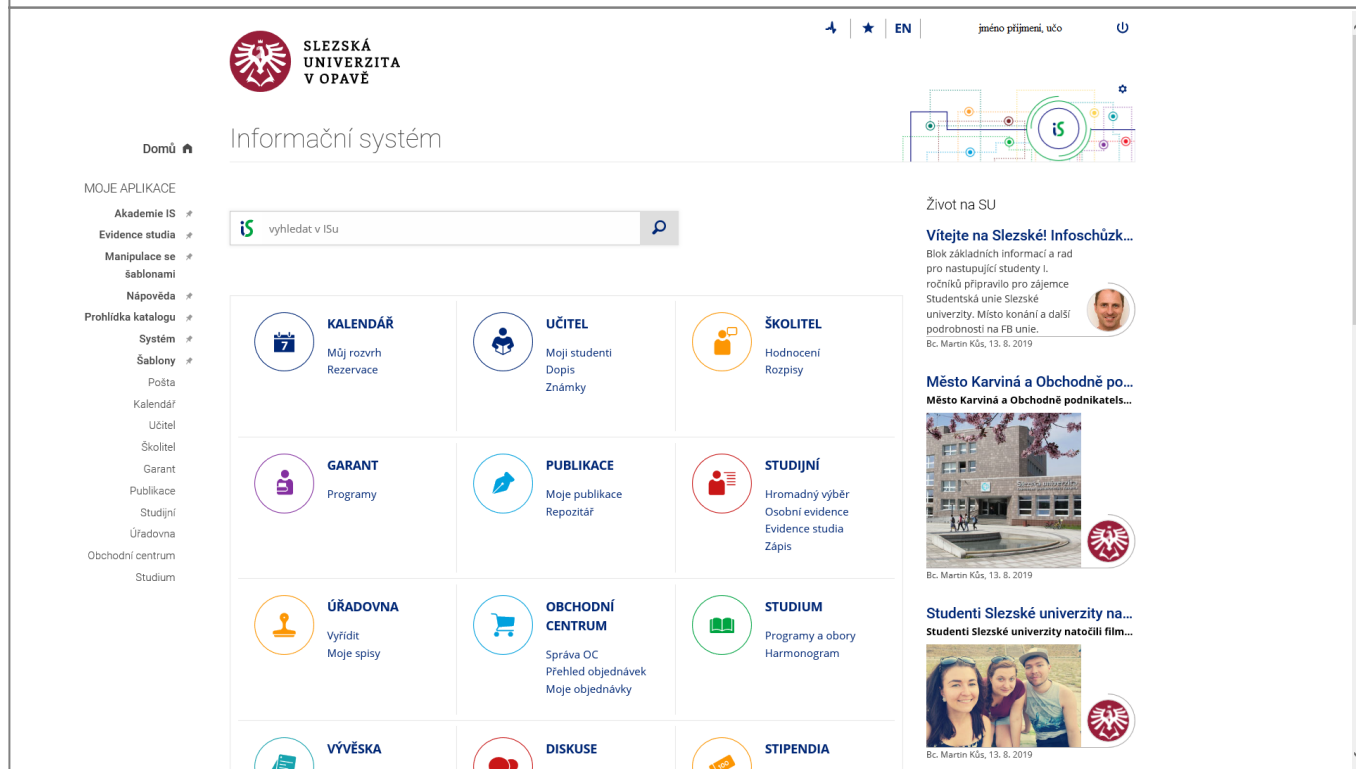 SLEZSKÁ
UNIVERZITA
V OPAVĚ
EN
jméno příjmení, učo
Informační systém
iS
Domů
MOJE APLIKACE
Akademie IS
Evidence studia
Manipulace se
šablonami
Nápověda
Prohlídka katalogu
Systém
Šablony
Pošta
Kalendář
Učitel
Školitel
Garant
Publikace
Studijní
Úřadovna
Obchodní centrum
Studium
iS vyhledat v ISu
7
KALENDÁŘ
Můj rozvrh
Rezervace
UČITEL
Moji studenti
Dopis
Známky
ŠKOLITEL
Hodnocení
Rozpisy
GARANT
Programy
PUBLIKACE
Moje publikace
Repozitář
STUDIJNÍ
Hromadný výběr
Osobní evidence
Evidence studia
Zápis
ÚŘADOVNA
Vyřídit
Moje spisy
OBCHODNÍ
CENTRUM
Správa OC
Přehled objednávek
Moje objednávky
STUDIUM
Programy a obory
Harmonogram
VÝVĚSKA
DISKUSE
100
STIPENDIA
Život na SU
Vítejte na Slezské! Infoschůzk...
Blok základních informací a rad
pro nastupující studenty I.
ročníků připravilo pro zájemce
Studentská unie Slezské
univerzity. Místo konání a další
podrobnosti na FB unie.
Bc. Martin Kůs, 13. 8. 2019
Město Karviná a Obchodně po...
Město Karviná a Obchodně podnikatels...
Bc. Martin Kůs, 13. 8. 2019
Studenti Slezské univerzity na...
Studenti Slezské univerzity natočili film...
Bc. Martin Kůs, 13. 8. 2019